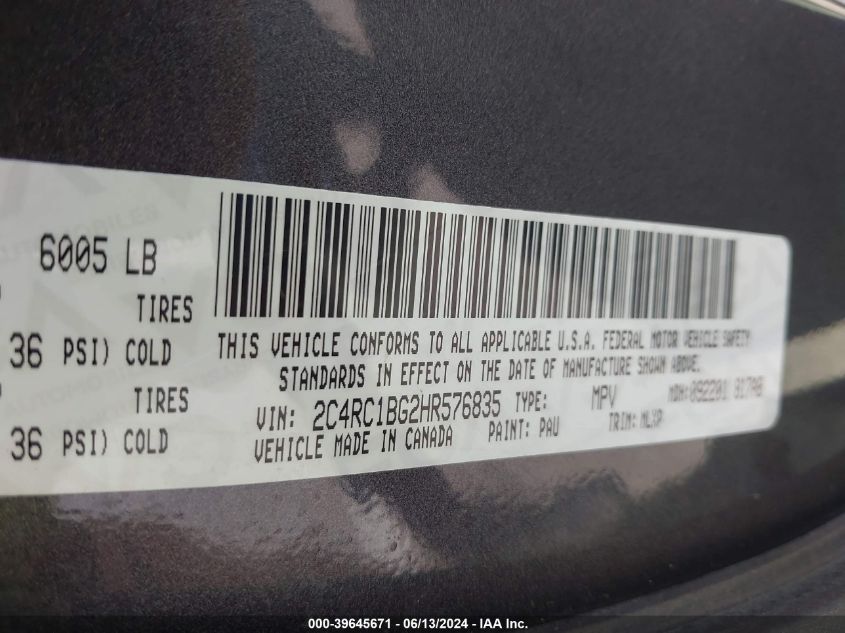 6005 LB
TIRES
36 PSI) COLD
TIRES
36 PSI) COLD
THIS VEHICLE CONFORMS TO ALL APPLICABLE U.S.A. FEDERAL MOTOR VEHICLE SAFETY
STANDARDS IN EFFECT ON THE DATE OF MANUFACTURE SHOWN ABOVE.
VIN: 2C4RC1BG2HR576835 TYPE: MPV MDH:
VEHICLE MADE IN CANADA PAINT: PAU TRIM:
000-39645671 - 06/13/2024 - IAA Inc.